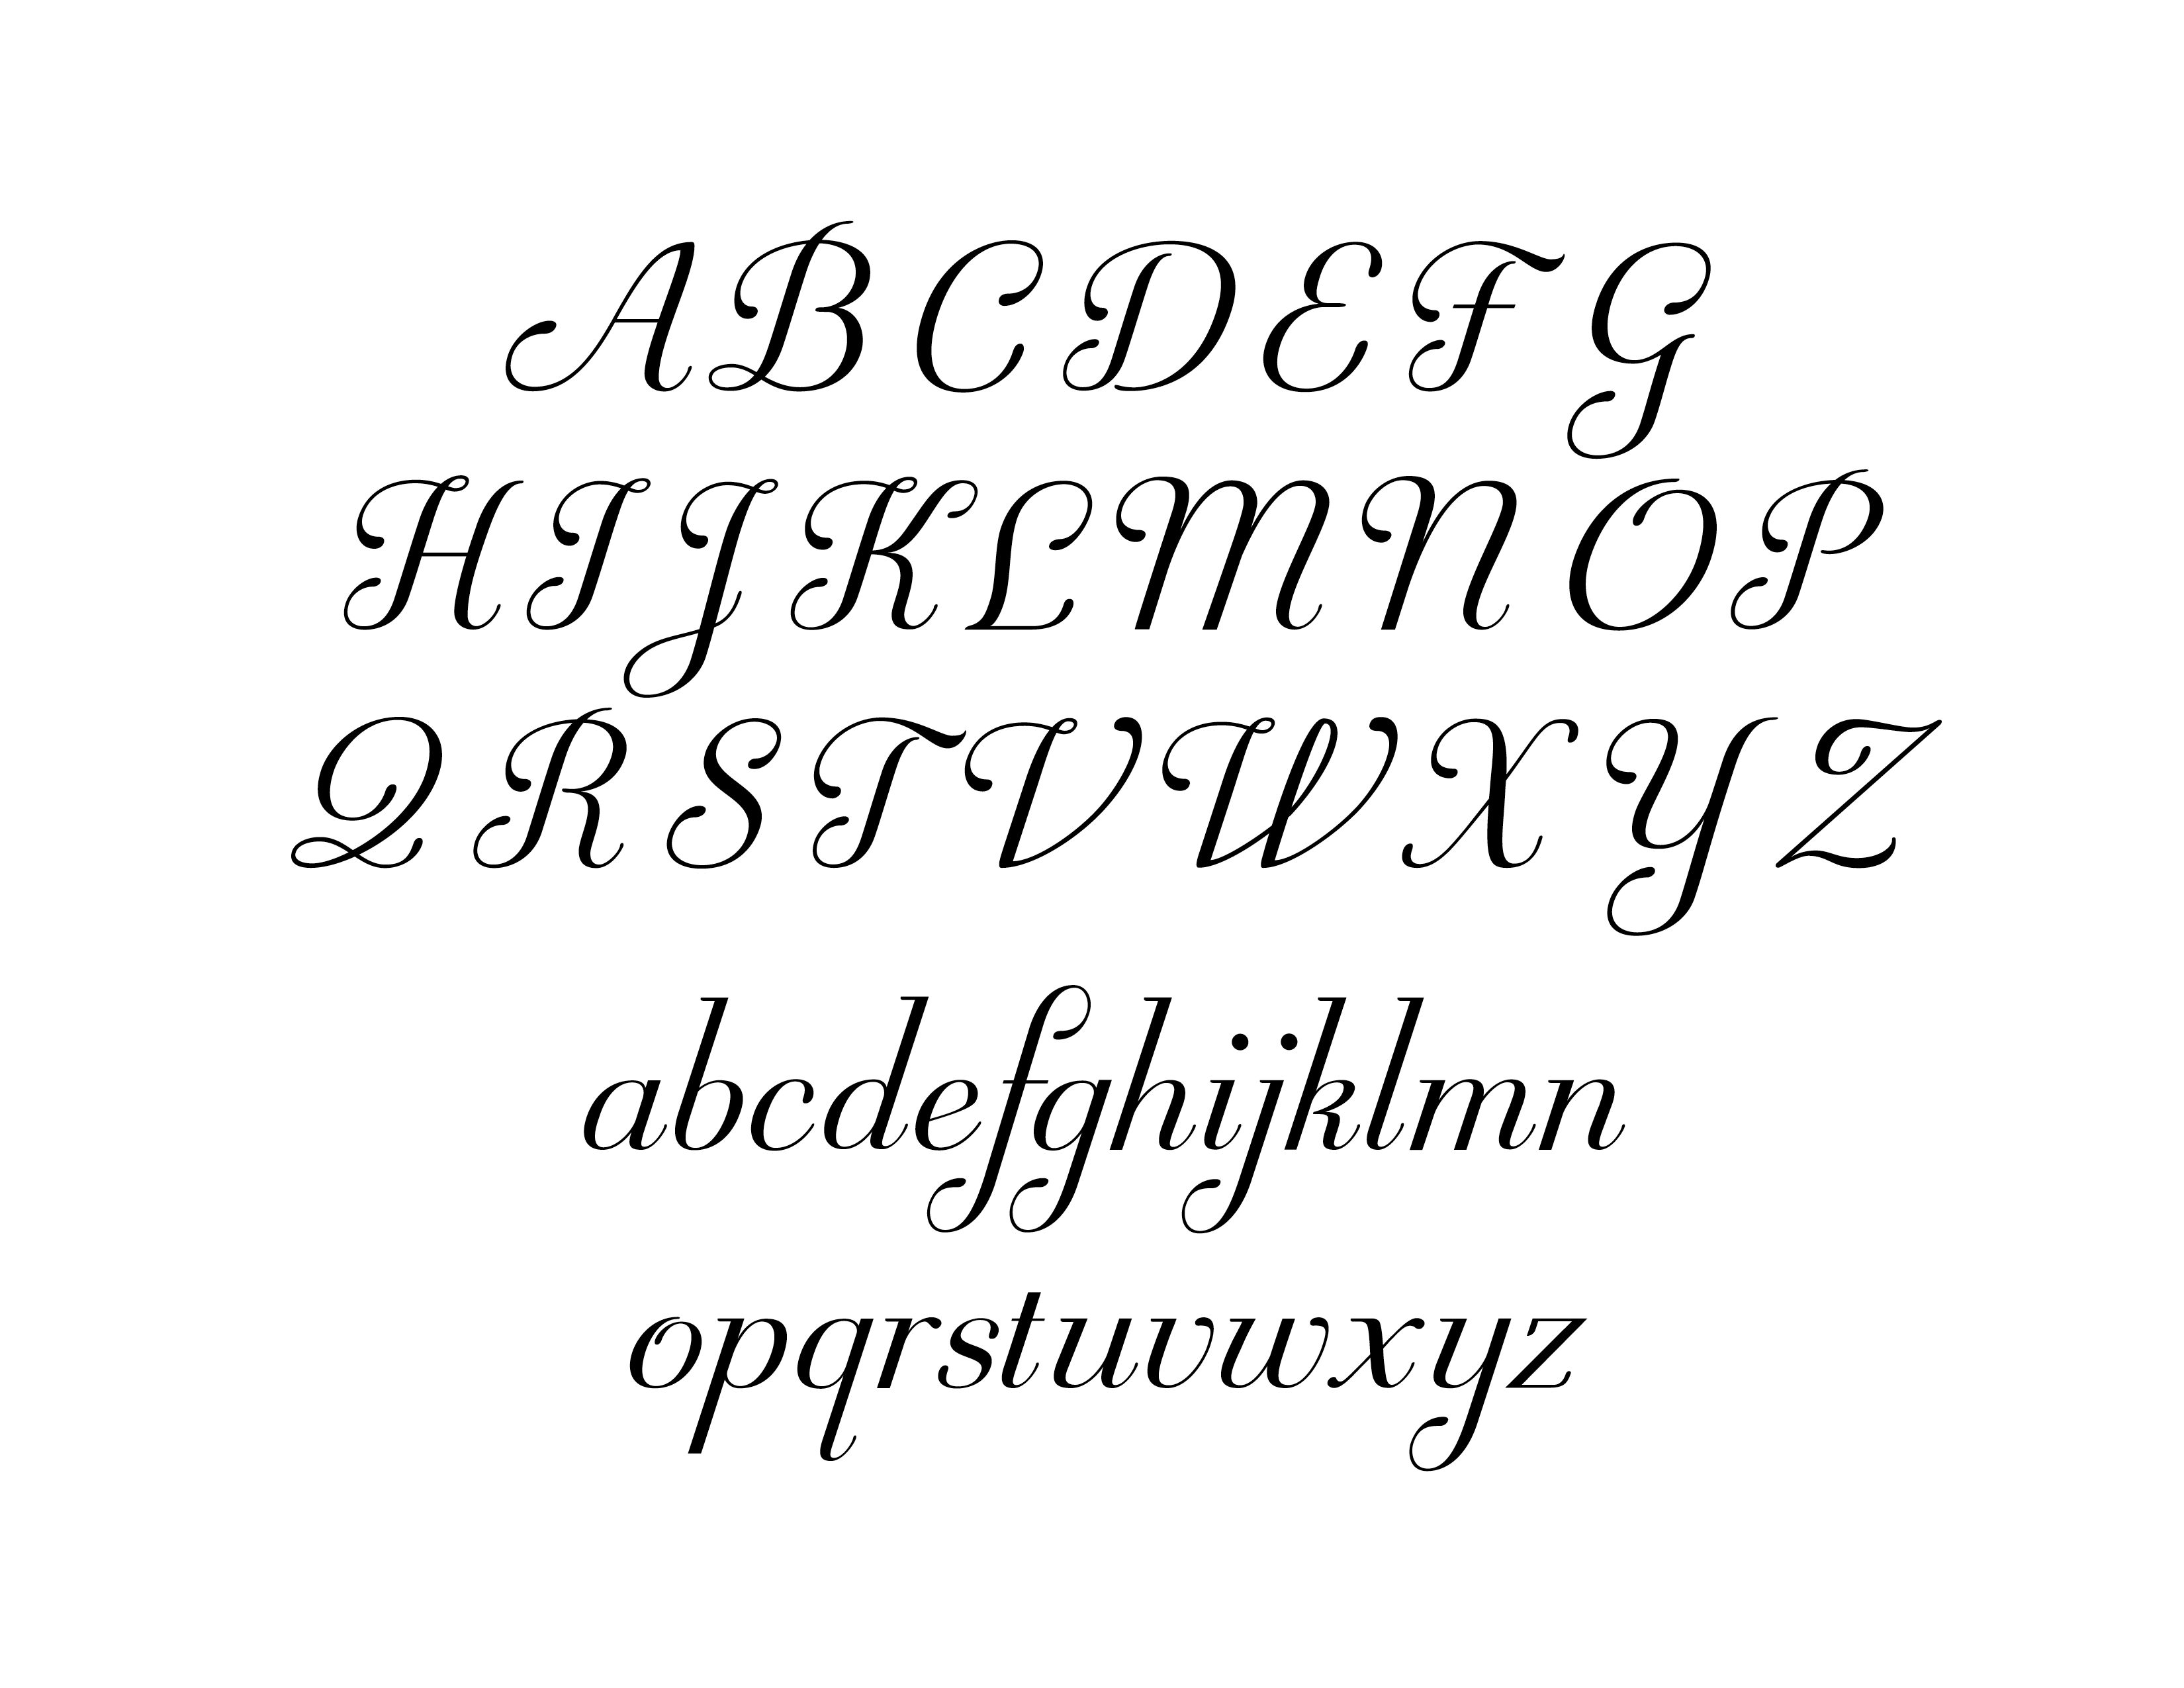 A B C D E F G
H I J K L M N O P
Q R S T V W X Y Z
abcdefghijklmn
opqrstuvwxyz